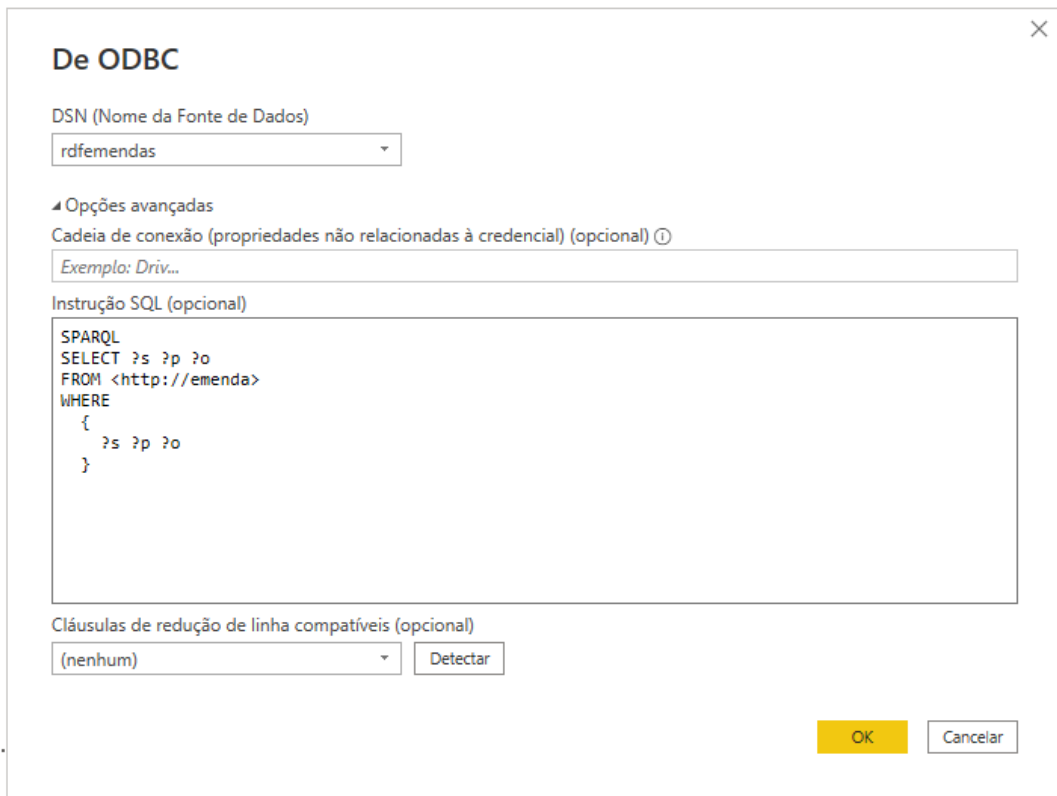 De ODBC
DSN (Nome da Fonte de Dados)
rdfemendas
Opções avançadas
Cadeia de conexão (propriedades não relacionadas à credencial) (opcional)
Exemplo: Driv...
Instrução SQL (opcional)
SPARQL
SELECT ?s ?p ?o
FROM <http://emenda>
WHERE
{
?s ?p ?o
}
Cláusulas de redução de linha compatíveis (opcional)
(nenhum) Detectar
OK Cancelar